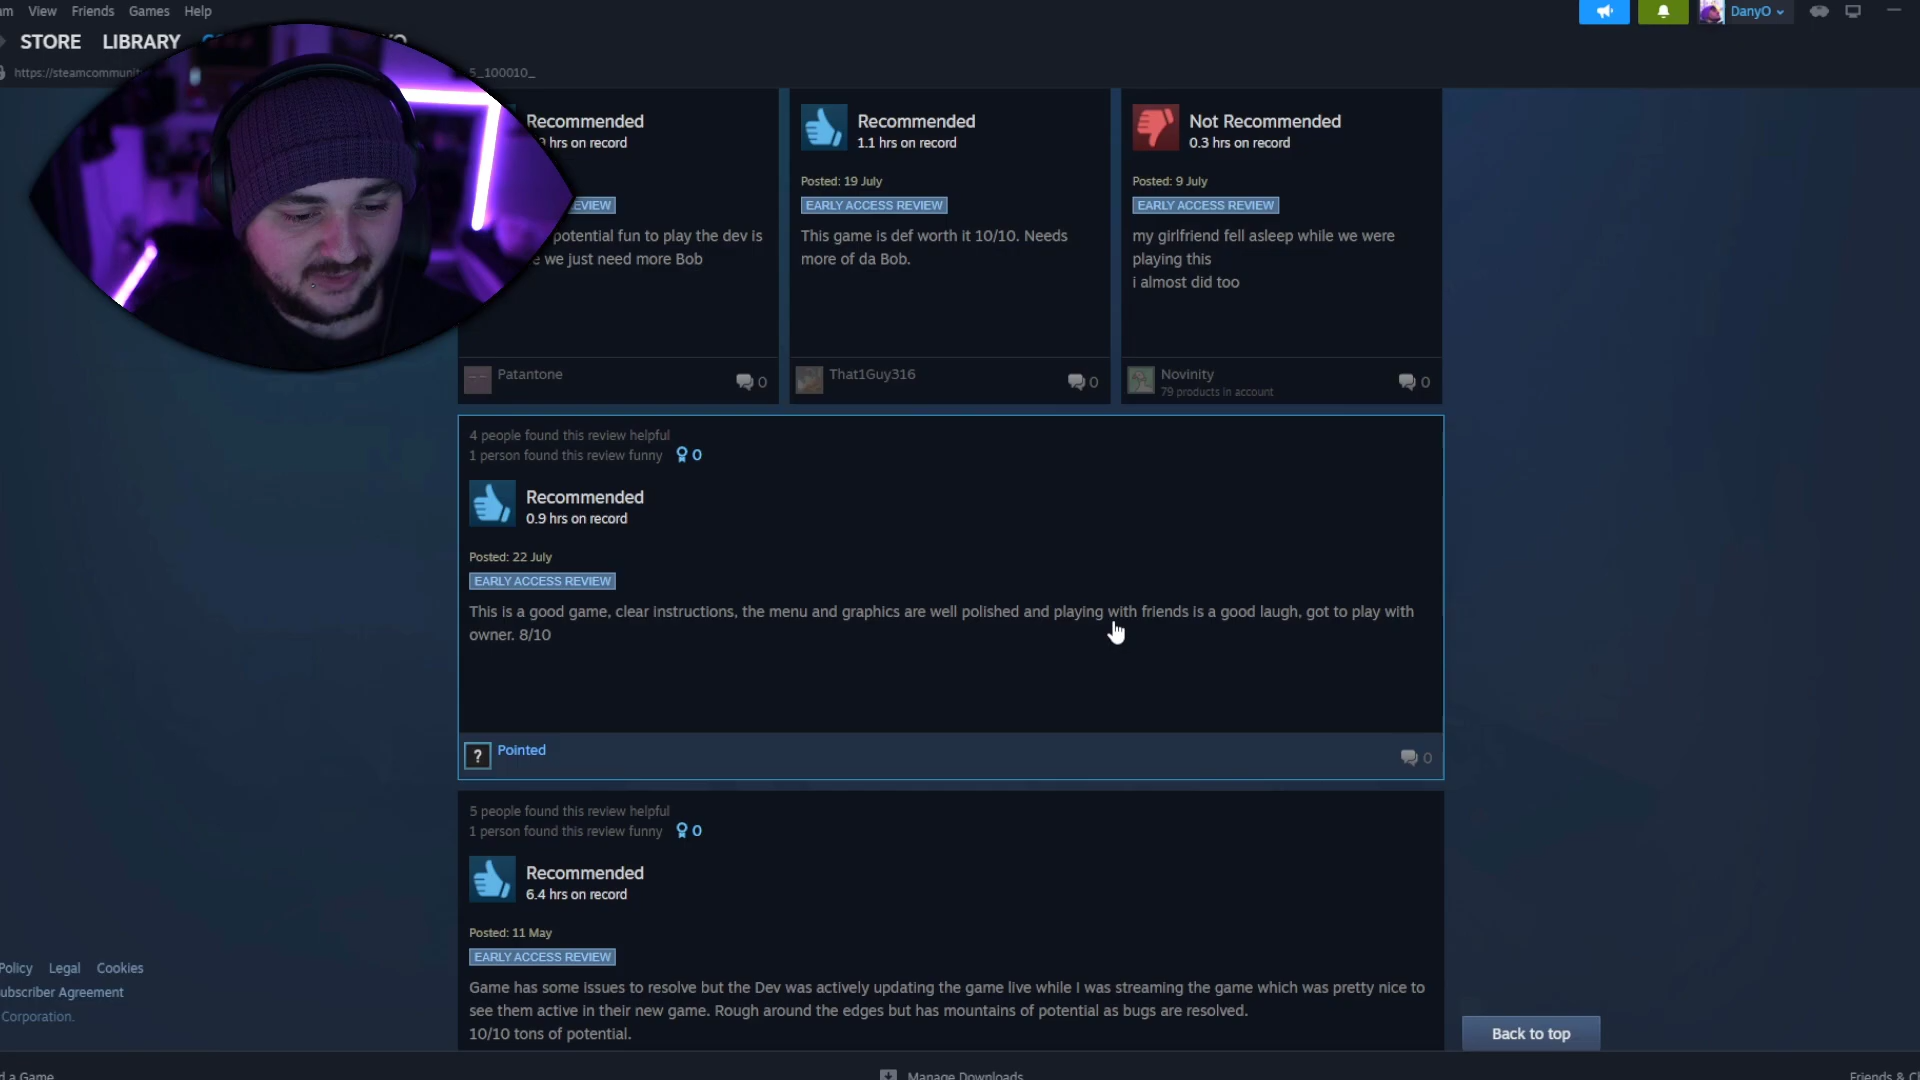 View Friends Games Help
DanyO
STORE LIBRARY
https://steamcommunit
5_100010_
Recommended
hrs on record
potential fun to play the dev is
we just need more Bob
Patantone
0
Recommended
1.1 hrs on record
Posted: 19 July
EARLY ACCESS REVIEW
This game is def worth it 10/10. Needs
more of da Bob.
That1Guy316
0
Not Recommended
0.3 hrs on record
Posted: 9 July
EARLY ACCESS REVIEW
my girlfriend fell asleep while we were
playing this
i almost did too
Novinity
79 products in account
0
4 people found this review helpful
1 person found this review funny 0
Recommended
0.9 hrs on record
Posted: 22 July
EARLY ACCESS REVIEW
This is a good game, clear instructions, the menu and graphics are well polished and playing with friends is a good laugh, got to play with
owner. 8/10
? Pointed
0
5 people found this review helpful
1 person found this review funny 0
Recommended
6.4 hrs on record
Posted: 11 May
EARLY ACCESS REVIEW
Game has some issues to resolve but the Dev was actively updating the game live while I was streaming the game which was pretty nice to
see them active in their new game. Rough around the edges but has mountains of potential as bugs are resolved.
10/10 tons of potential.
Policy Legal Cookies
ubscriber Agreement
Corporation.
Back to top
d a Game
Manage Downloads
Friends & Ch